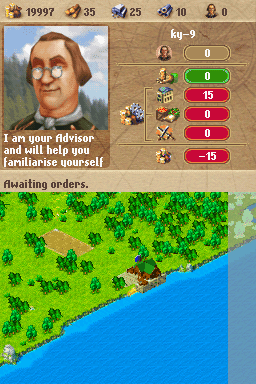 19997 35 25 10 0
ky-9
0
0
15
0
0
-15
I am your Advisor
and will help you
familiarise yourself
Awaiting orders.